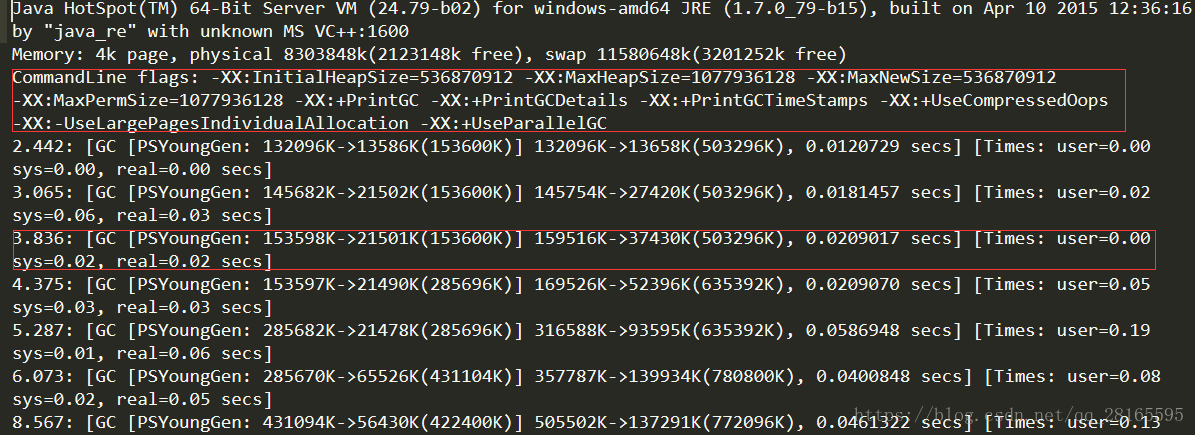 Java HotSpot(TM) 64-Bit Server VM (24.79-b02) for windows-amd64 JRE (1.7.0_79-b15), built on Apr 10 2015 12:36:16
by "java_re" with unknown MS VC++:1600
Memory: 4k page, physical 8303848k(2123148k free), swap 11580648k(3201252k free)
CommandLine flags: -XX:InitialHeapSize=536870912 -XX:MaxHeapSize=1077936128 -XX:MaxNewSize=536870912
-XX:MaxPermSize=1077936128 -XX:+PrintGC -XX:+PrintGCDetails -XX:+PrintGCTimeStamps -XX:+UseCompressedOops
-XX:-UseLargePagesIndividualAllocation -XX:+UseParallelGC
2.442: [GC [PSYoungGen: 132096K->13586K(153600K)] 132096K->13658K(503296K), 0.0120729 secs] [Times: user=0.00
sys=0.00, real=0.00 secs]
3.065: [GC [PSYoungGen: 145682K->21502K(153600K)] 145754K->27420K(503296K), 0.0181457 secs] [Times: user=0.02
sys=0.06, real=0.03 secs]
3.836: [GC [PSYoungGen: 153598K->21501K(153600K)] 159516K->37430K(503296K), 0.0209017 secs] [Times: user=0.00
sys=0.02, real=0.02 secs]
4.375: [GC [PSYoungGen: 153597K->21490K(285696K)] 169526K->52396K(635392K), 0.0209070 secs] [Times: user=0.05
sys=0.03, real=0.03 secs]
5.287: [GC [PSYoungGen: 285682K->21478K(285696K)] 316588K->93595K(635392K), 0.0586948 secs] [Times: user=0.19
sys=0.01, real=0.06 secs]
6.073: [GC [PSYoungGen: 285670K->65526K(431104K)] 357787K->139934K(780800K), 0.0400848 secs] [Times: user=0.08
sys=0.02, real=0.05 secs]
8.567: [GC [PSYoungGen: 431094K->56430K(422400K)] 505502K->137291K(772096K), 0.0461322 secs] [Times: user=0.13
https://blog.csdn.net/qq_28165595